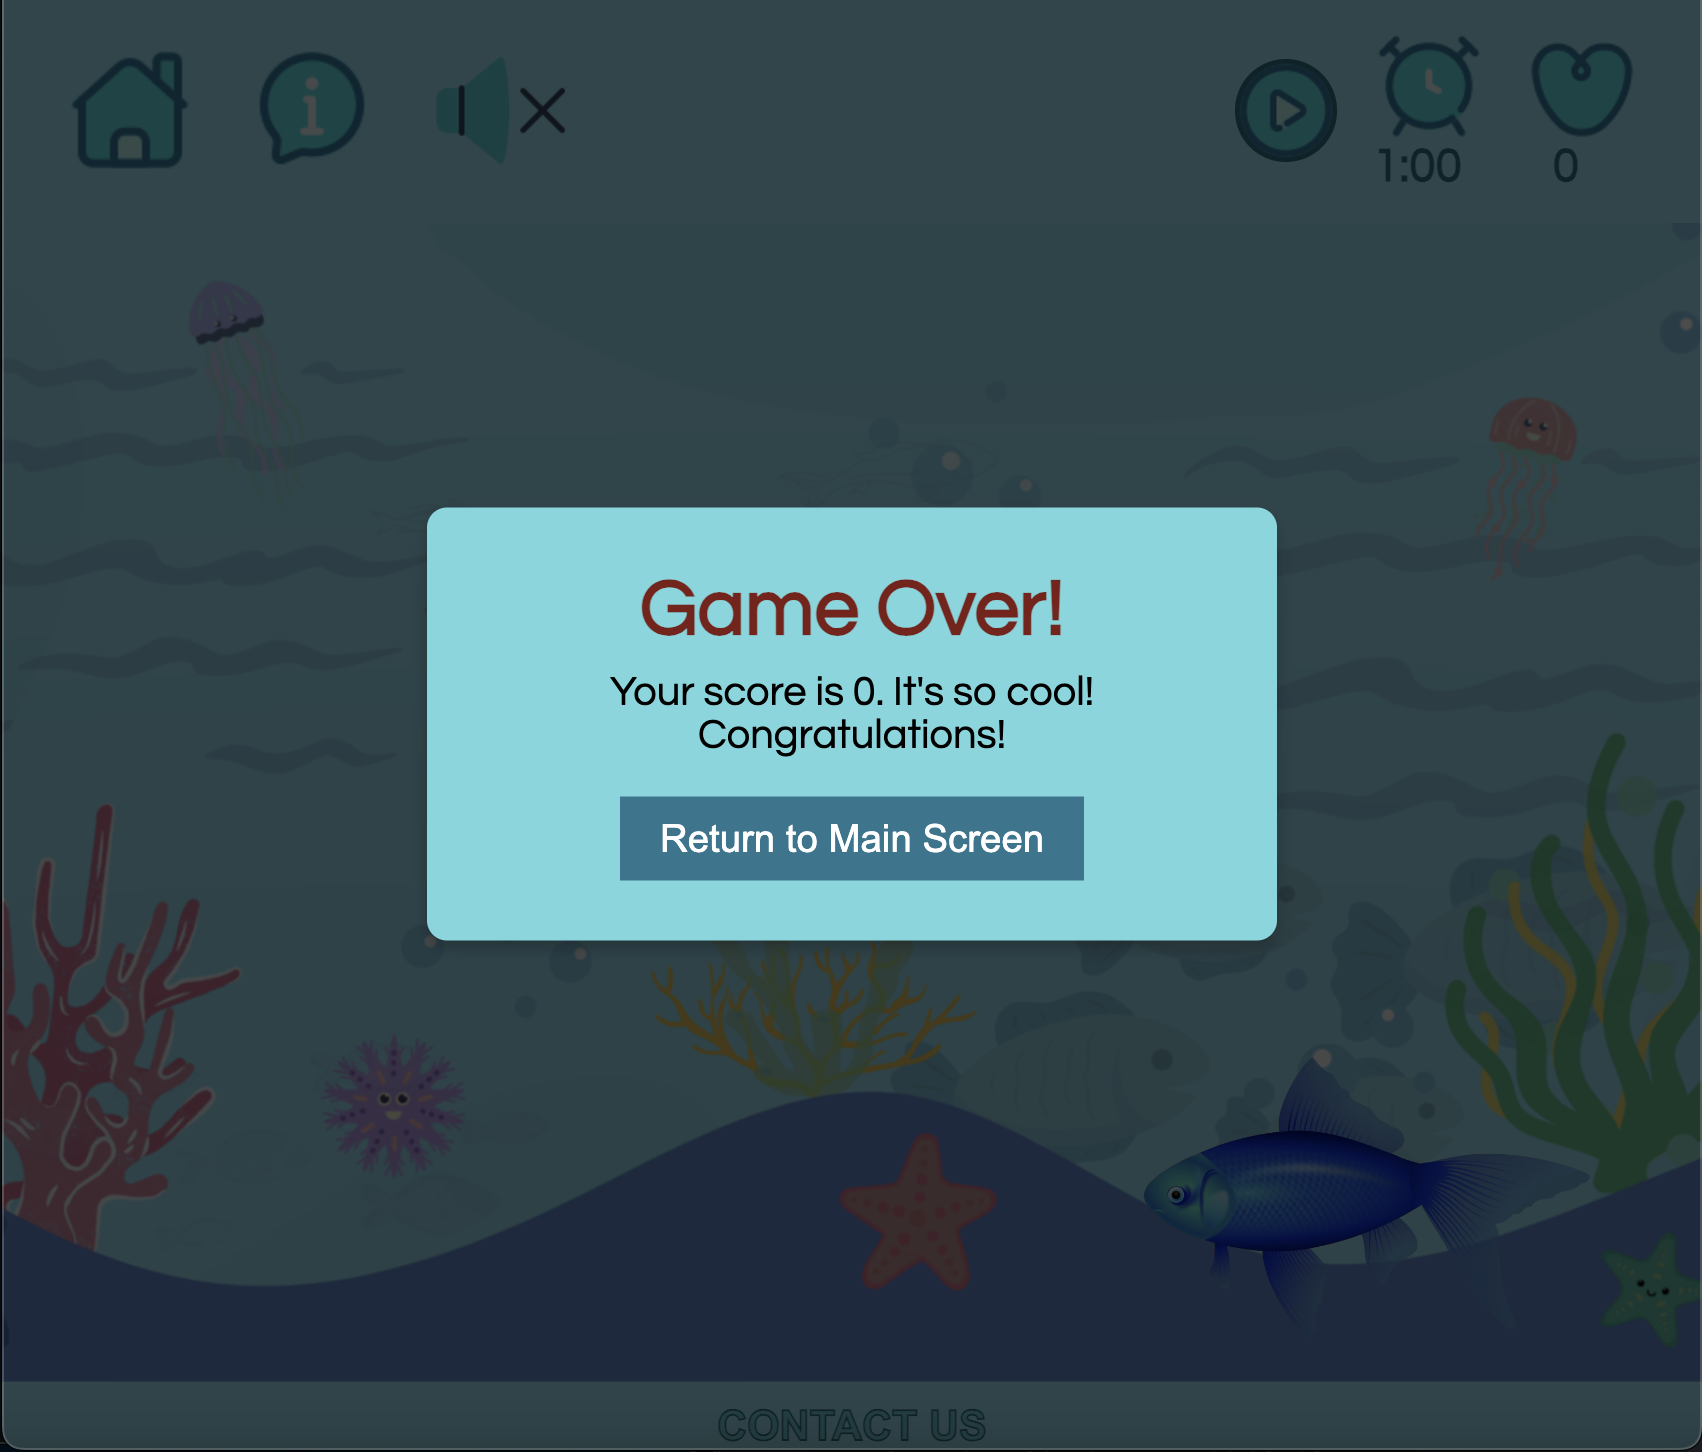 1:00
0
Game Over!
Your score is 0. It's so cool!
Congratulations!
Return to Main Screen
CONTACT US